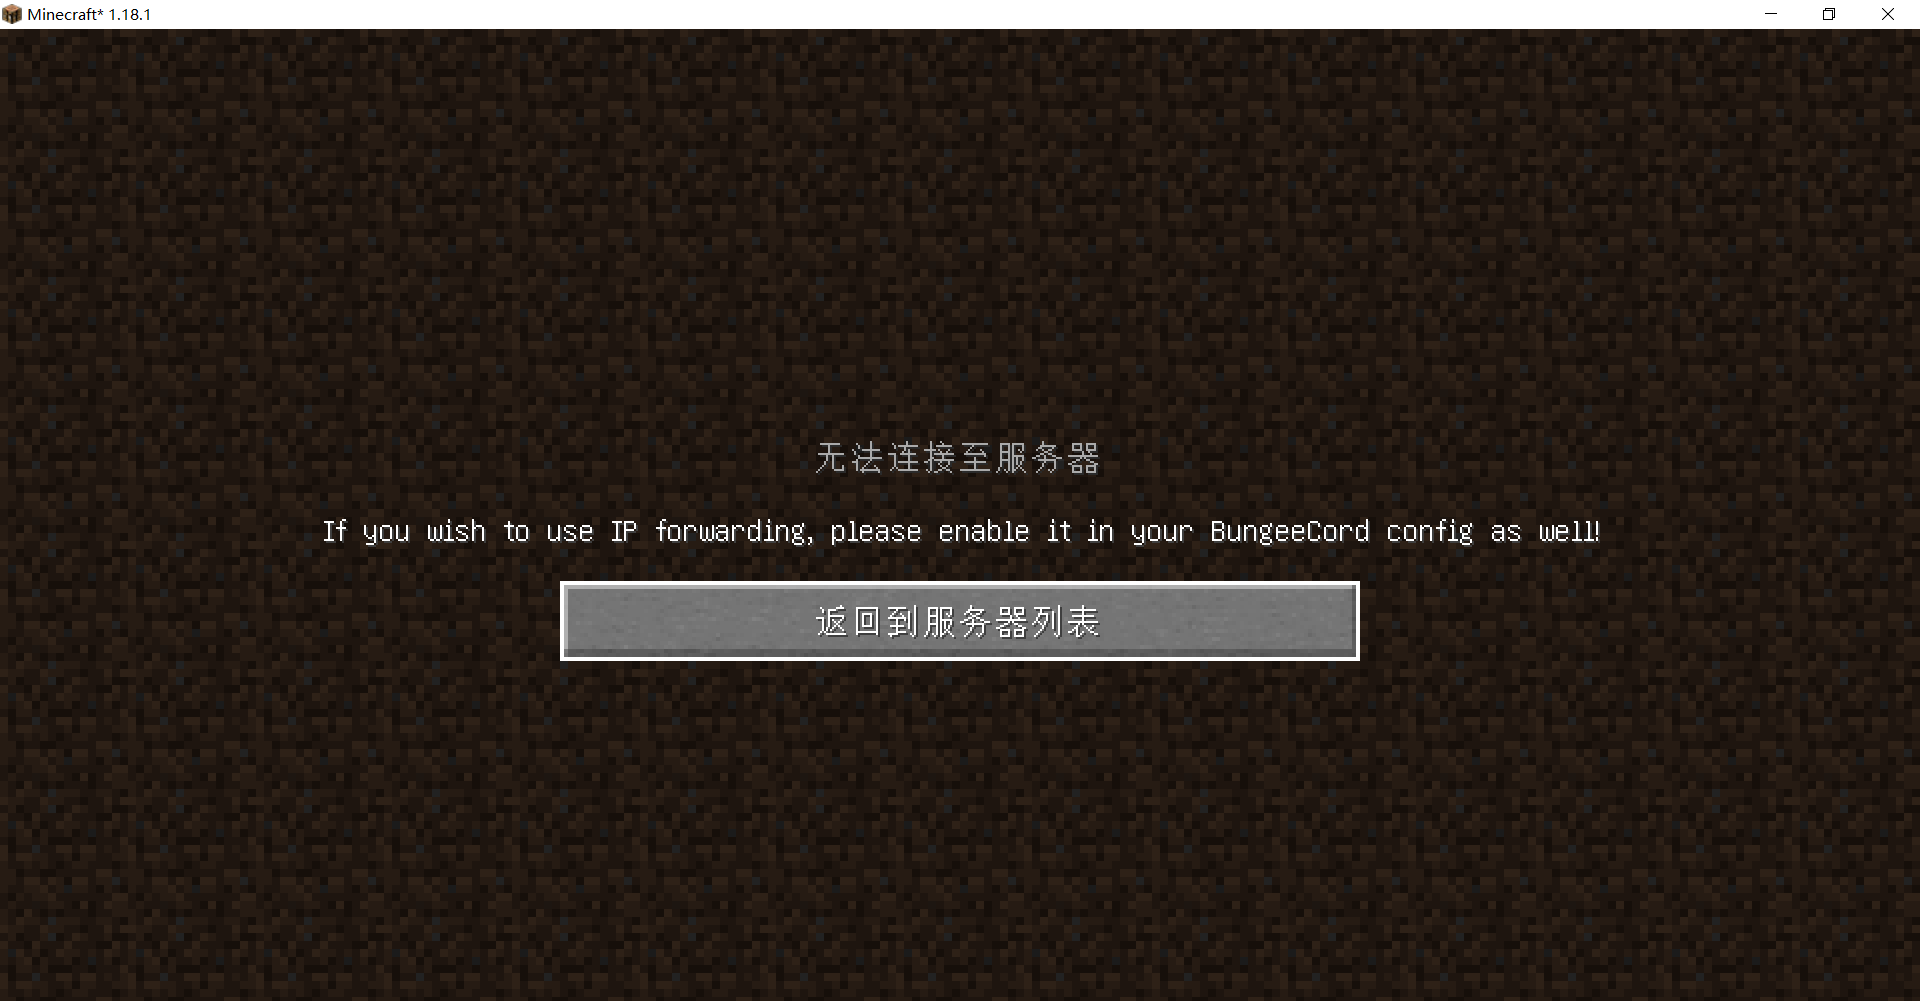 Minecraft* 1.18.1
无法连接至服务器
If you wish to use IP forwarding, please enable it in your BungeeCord config as well!
返回到服务器列表